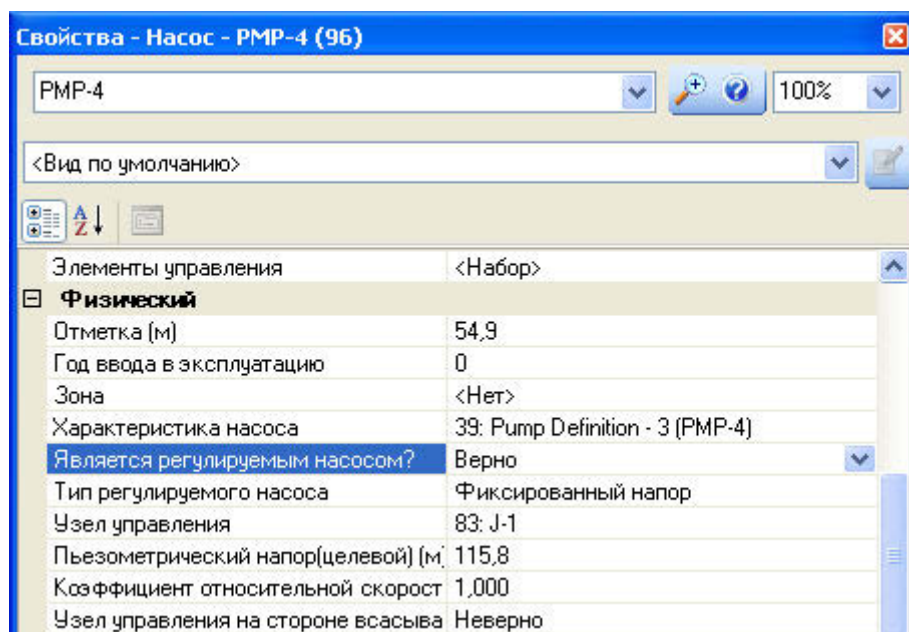 Свойства - Насос - PMP-4 (96)
PMP-4 100%
<Вид по умолчанию>
Элементы управления <Набор>
Физический
Отметка (м) 54,9
Год ввода в эксплуатацию 0
Зона <Нет>
Характеристика насоса 39: Pump Definition - 3 (PMP-4)
Является регулируемым насосом? Верно
Тип регулируемого насоса Фиксированный напор
Узел управления 83: J-1
Пьезометрический напор(целевой) (м 115,8
Коэффициент относительной скорост 1,000
Узел управления на стороне всасыва Неверно